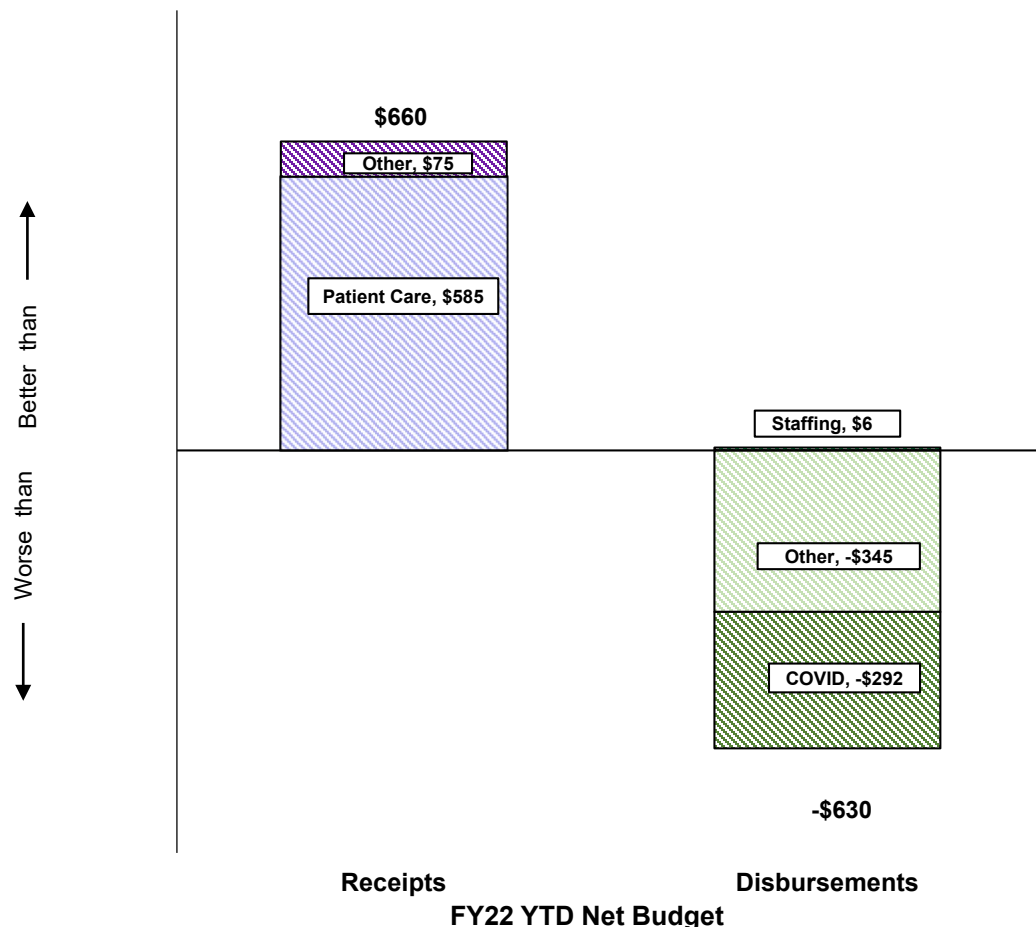 $660
Other, $75
Patient Care, $585
Better than
Worse than
Staffing, $6
Other, -$345
COVID, -$292
-$630
Receipts
Disbursements
FY22 YTD Net Budget